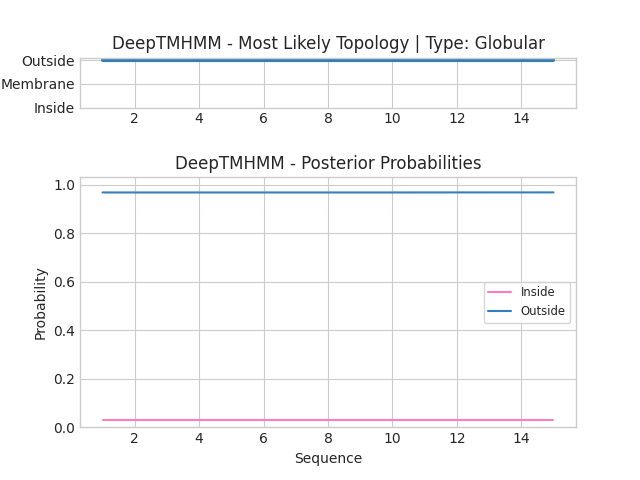 DeepTMHMM - Most Likely Topology | Type: Globular
Outside
Membrane
Inside
2 4 6 8 10 12 14
DeepTMHMM - Posterior Probabilities
1.0
0.8
0.6
0.4
0.2
0.0
Probability
Inside
Outside
2 4 6 8 10 12 14
Sequence